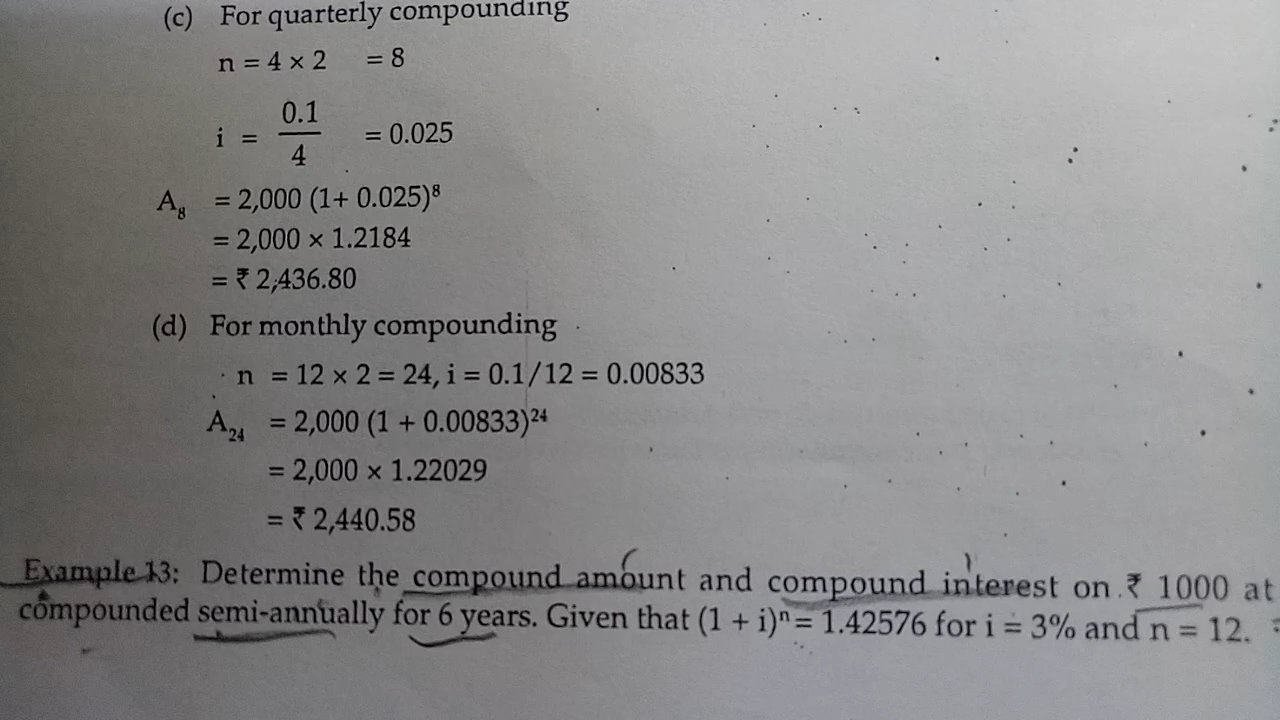 (c) For quarterly compounding
n = 4 × 2 = 8
i = 0.1/4 = 0.025
A₈ = 2,000 (1+ 0.025)⁸
= 2,000 × 1.2184
= ₹ 2,436.80
(d) For monthly compounding
n = 12 × 2 = 24, i = 0.1/12 = 0.00833
A₂₄ = 2,000 (1 + 0.00833)²⁴
= 2,000 × 1.22029
= ₹ 2,440.58
Example 13: Determine the compound amount and compound interest on ₹ 1000 at
compounded semi-annually for 6 years. Given that (1 + i)ⁿ = 1.42576 for i = 3% and n = 12.